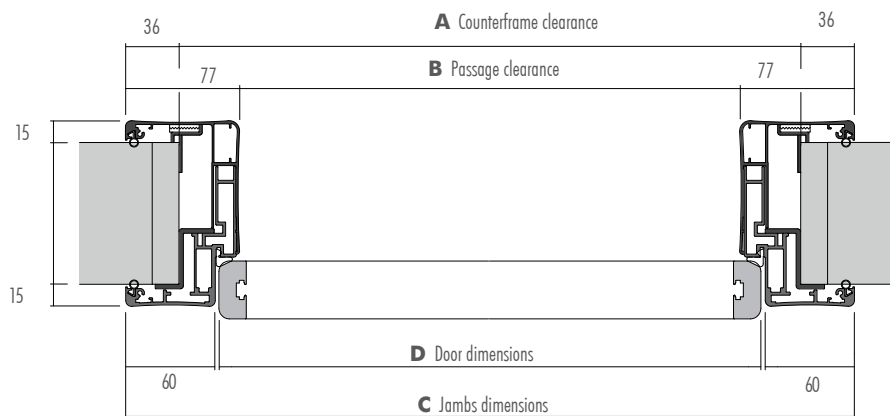 36
A Counterframe clearance
36
77
B Passage clearance
77
15
15
D Door dimensions
60
60
C Jambs dimensions